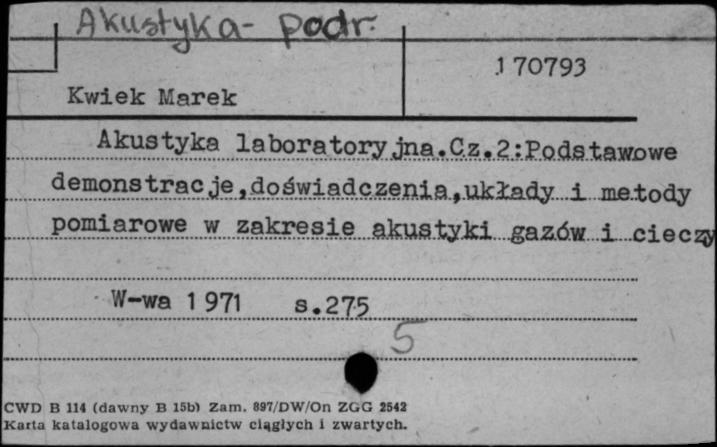 Akustyka- podr.
170793
Kwiek Marek
Akustyka laboratoryjna.Cz.2:Podstawowe
demonstracje,doświadczenia,układy i metody
pomiarowe w zakresie akustyki gazów i cieczy
W-wa 1971 s.275
5
CWD B 114 (dawny B 15b) Zam. 897/DW/On ZGG 2542
Karta katalogowa wydawnictw ciągłych i zwartych.